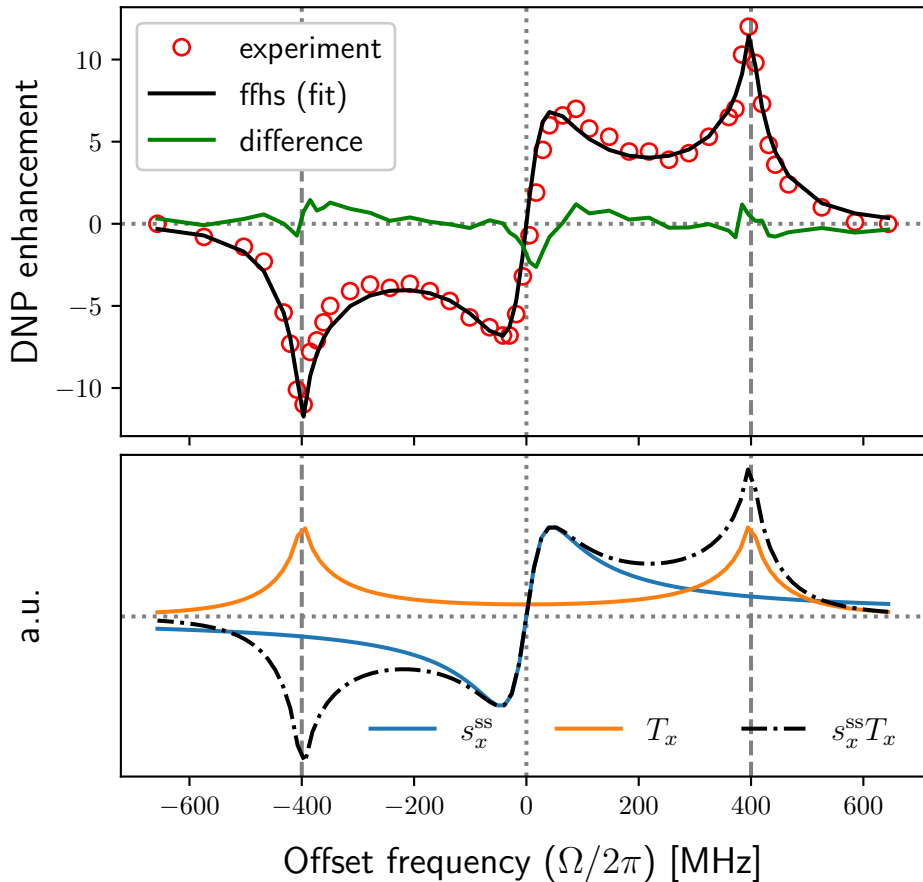 experiment
ffhs (fit)
difference
DNP enhancement
10
5
0
−5
−10
a.u.
s_x^ss
T_x
s_x^ss T_x
−600
−400
−200
0
200
400
600
Offset frequency (Ω/2π) [MHz]